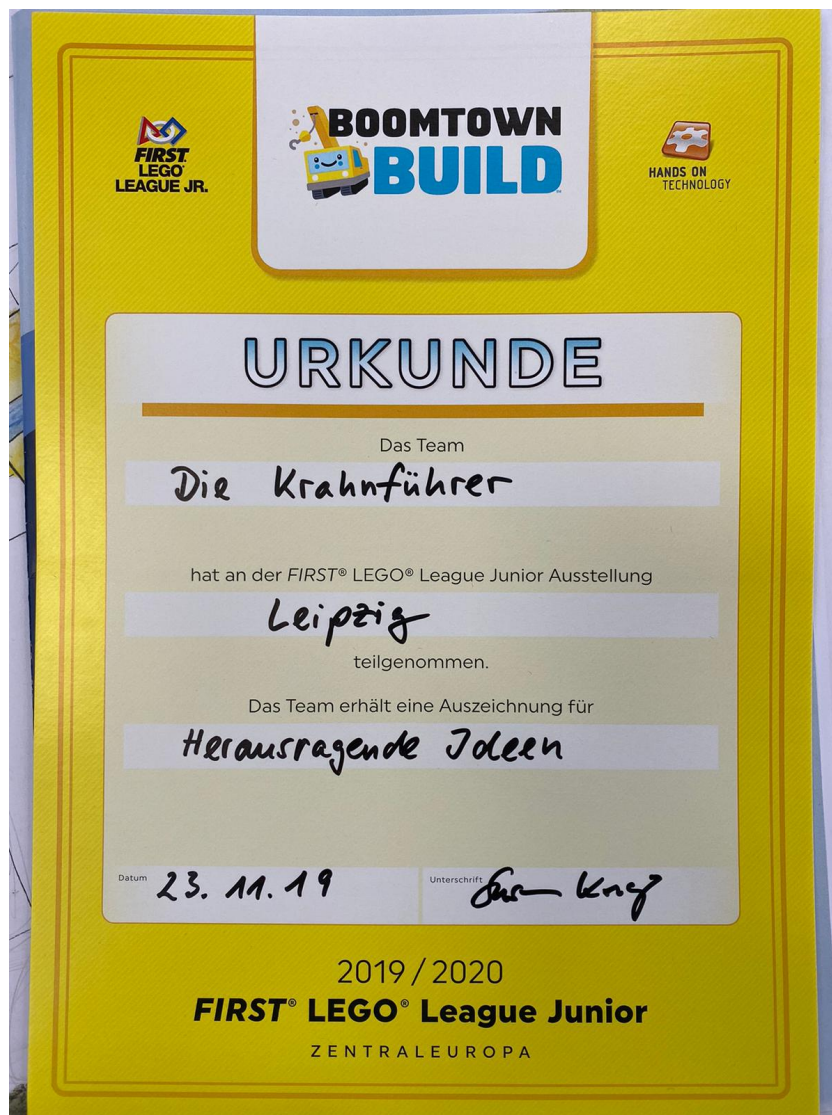 FIRST
LEGO
LEAGUE JR.
BOOMTOWN
BUILD
HANDS ON
TECHNOLOGY
URKUNDE
Das Team
Die Krahnführer
hat an der FIRST® LEGO® League Junior Ausstellung
Leipzig
teilgenommen.
Das Team erhält eine Auszeichnung für
Herausragende Ideen
Datum 23.11.19 Unterschrift
2019/2020
FIRST® LEGO® League Junior
ZENTRALEUROPA